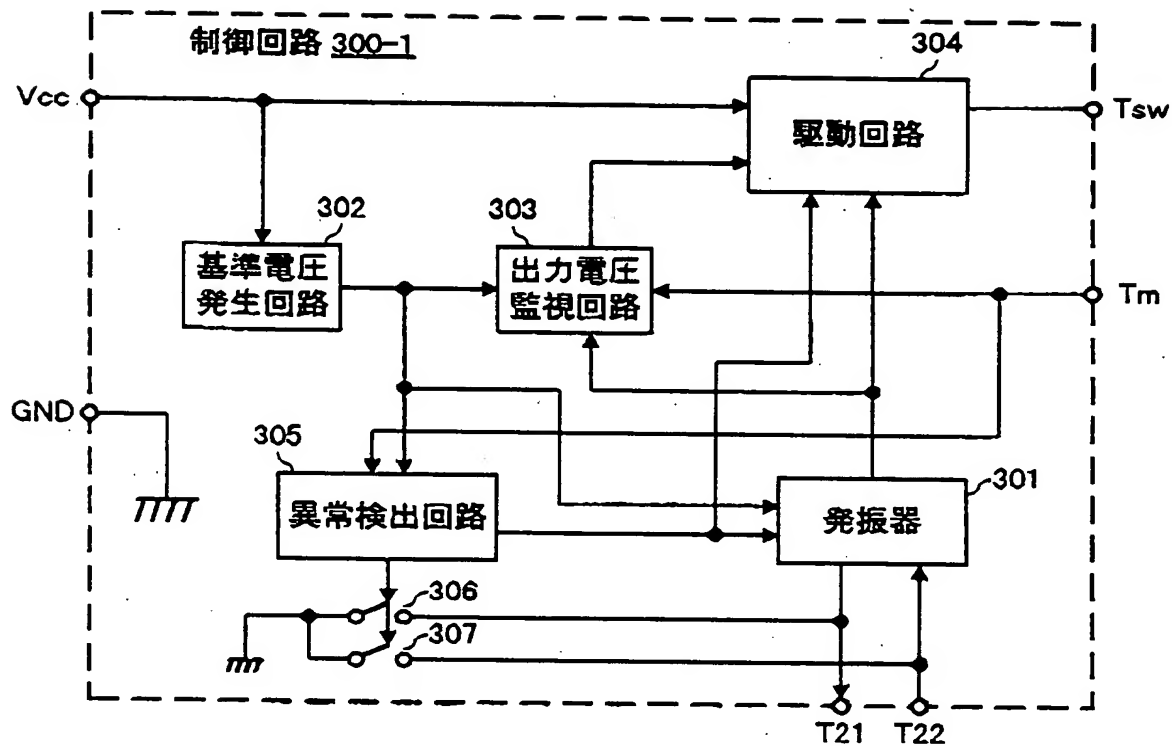 制御回路 300-1
304
Vcc
駆動回路
Tsw
302
303
基準電圧
発生回路
出力電圧
監視回路
Tm
GND
305
301
異常検出回路
発振器
306
307
T21
T22